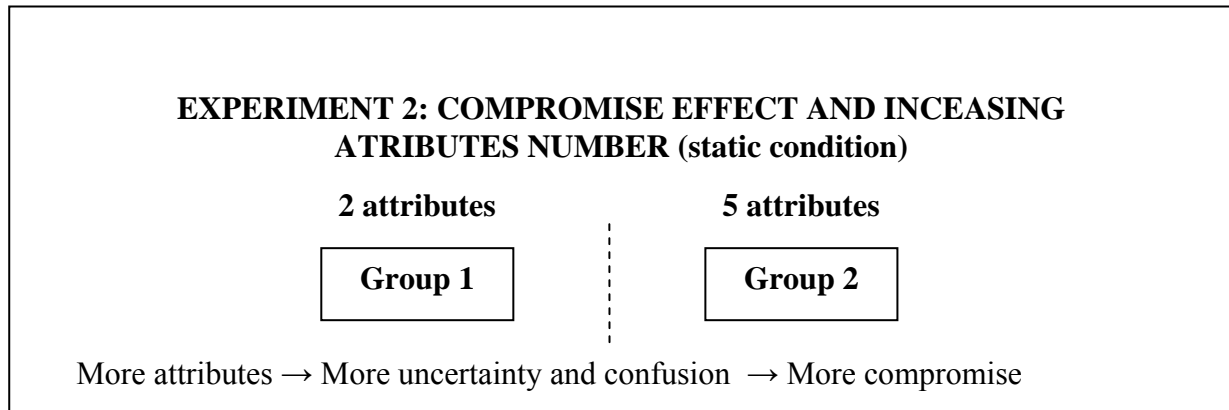 EXPERIMENT 2: COMPROMISE EFFECT AND INCEASING
ATRIBUTES NUMBER (static condition)
2 attributes 5 attributes
Group 1 Group 2
More attributes → More uncertainty and confusion → More compromise